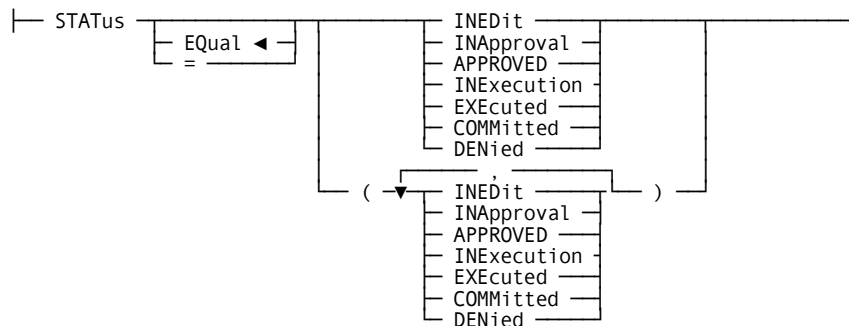 STATus INEDit
EQual INApproval
= APPROVED
INExecution
EXEcuted
COMMitted
DENied
,
( INEDit )
INApproval
APPROVED
INExecution
EXEcuted
COMMitted
DENied